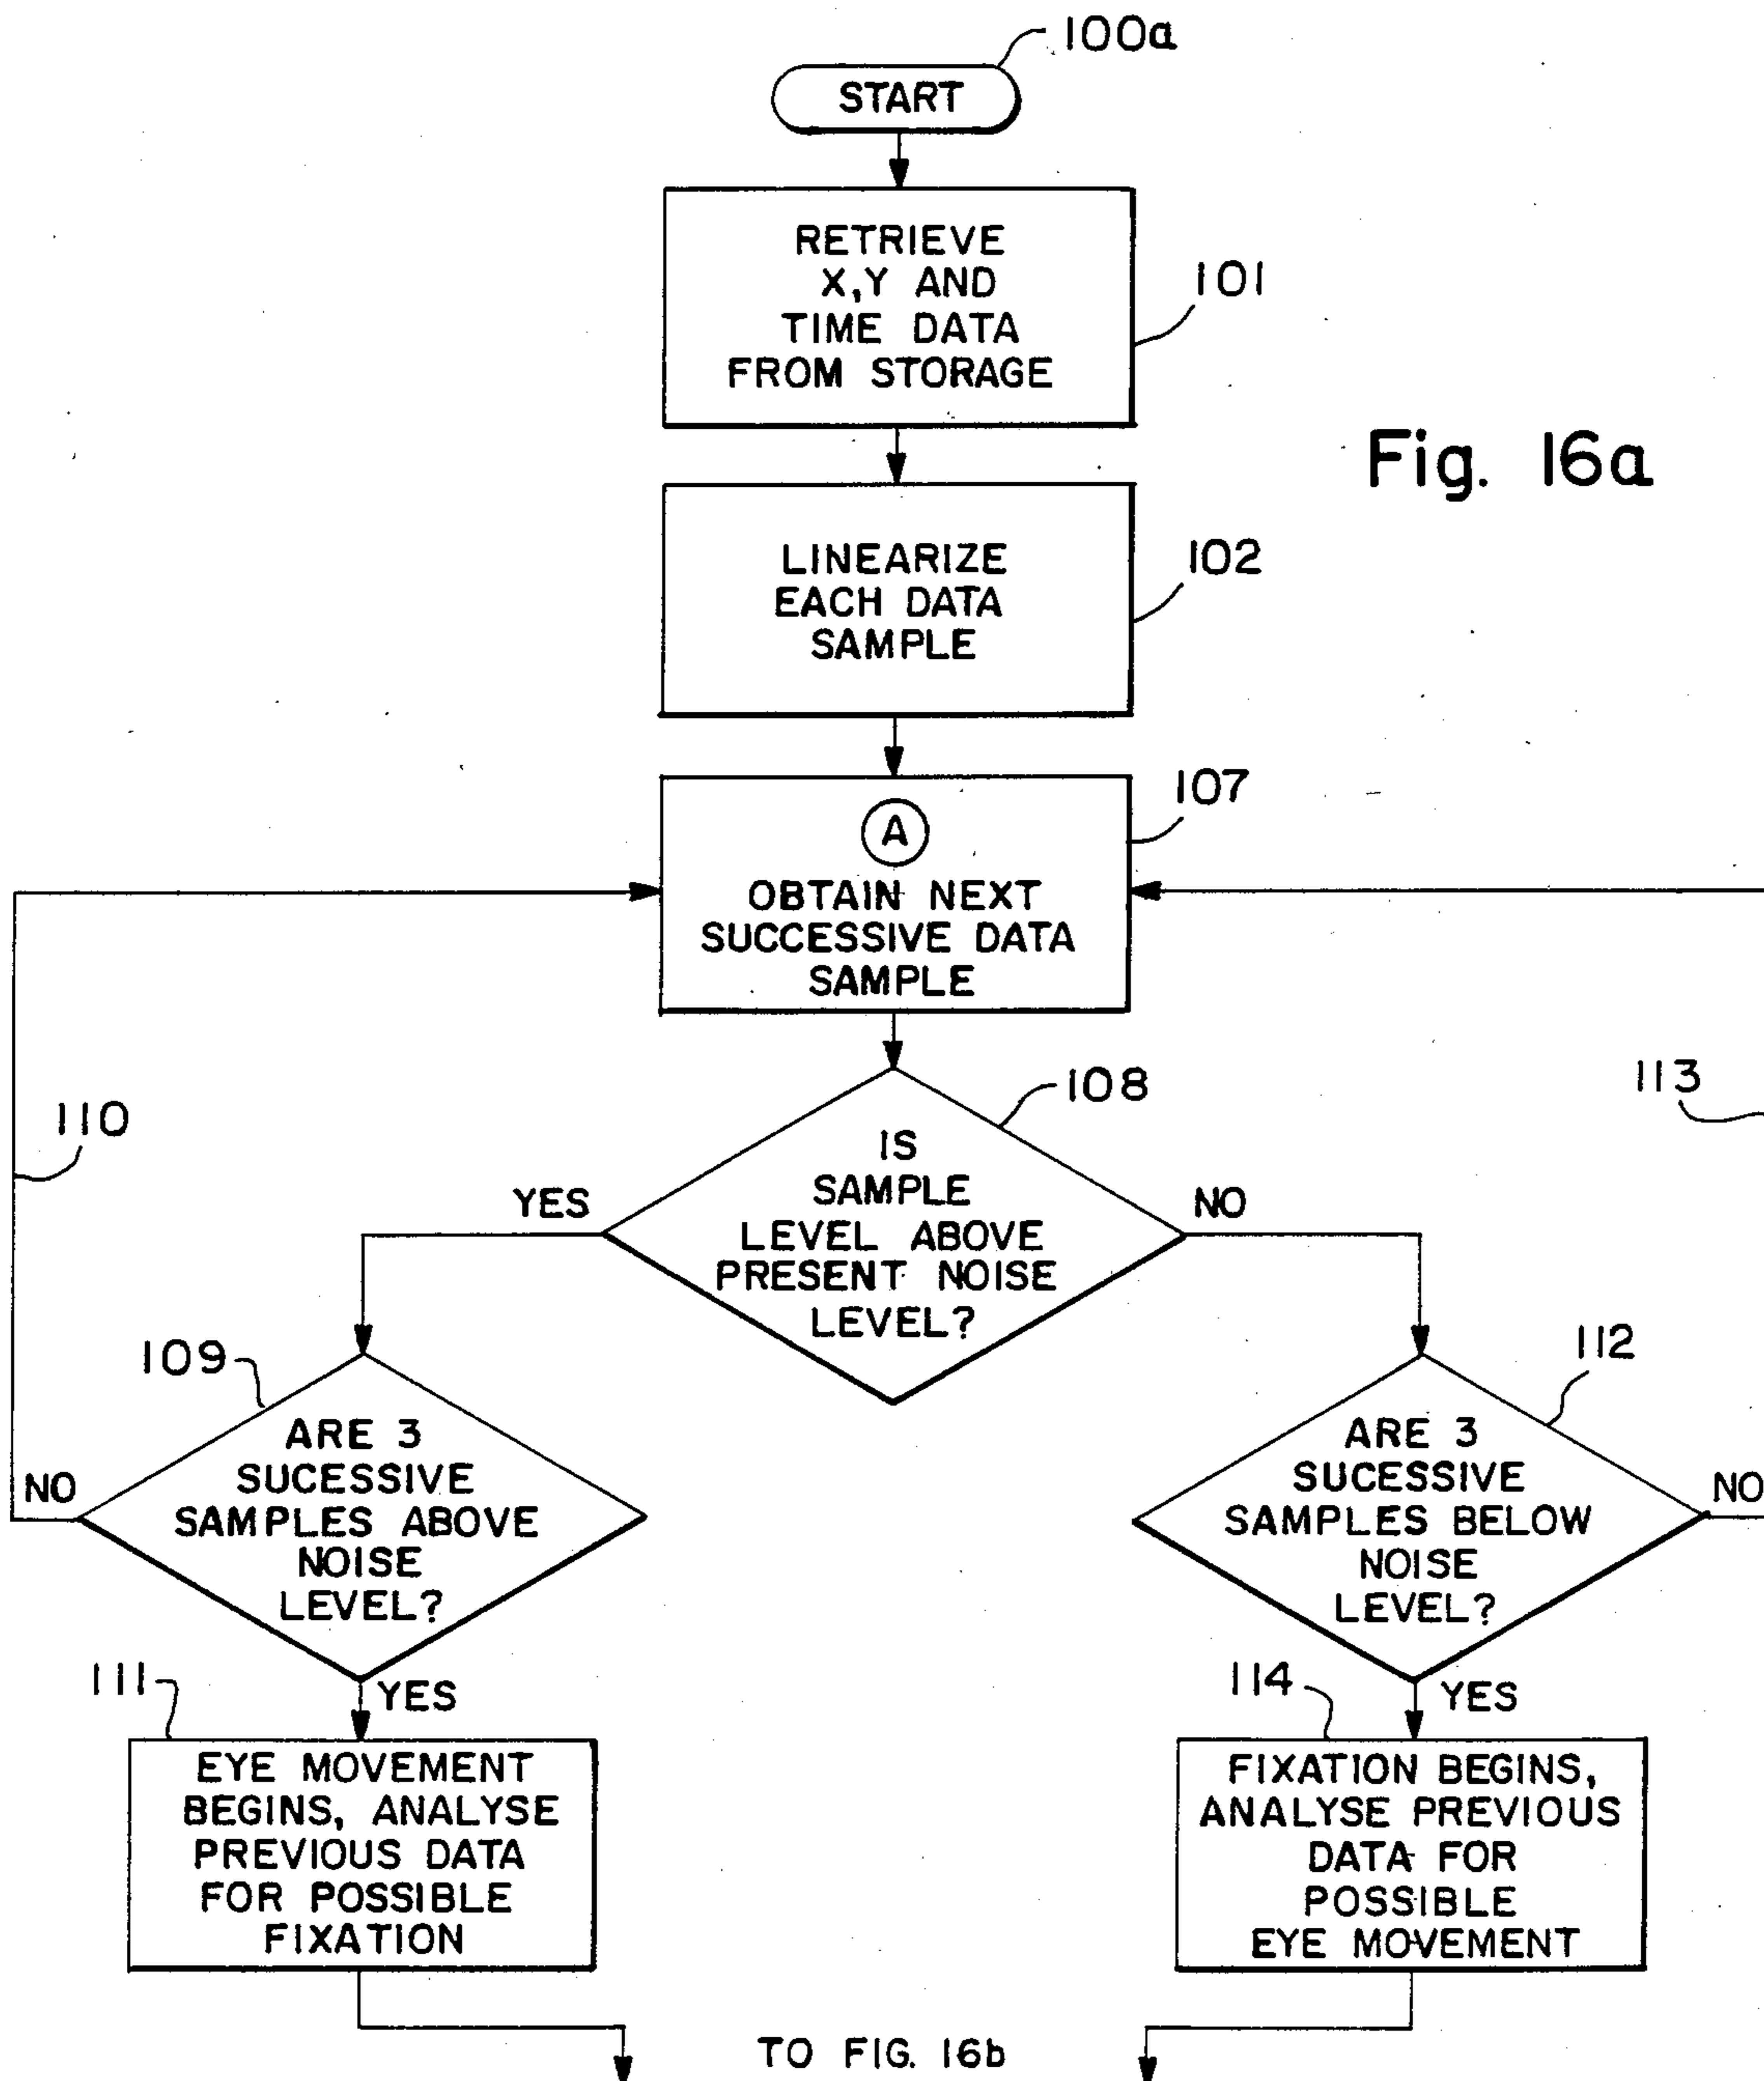 100a
START
RETRIEVE
X,Y AND
TIME DATA
FROM STORAGE
101
Fig. 16a
LINEARIZE
EACH DATA
SAMPLE
102
107
A
OBTAIN NEXT
SUCCESSIVE DATA
SAMPLE
110
108
113
IS
SAMPLE
LEVEL ABOVE
PRESENT NOISE
LEVEL?
YES
NO
109
ARE 3
SUCESSIVE
SAMPLES ABOVE
NOISE
LEVEL?
NO
YES
112
ARE 3
SUCESSIVE
SAMPLES BELOW
NOISE
LEVEL?
NO
YES
111
EYE MOVEMENT
BEGINS, ANALYSE
PREVIOUS DATA
FOR POSSIBLE
FIXATION
114
FIXATION BEGINS,
ANALYSE PREVIOUS
DATA FOR
POSSIBLE
EYE MOVEMENT
TO FIG. 16b